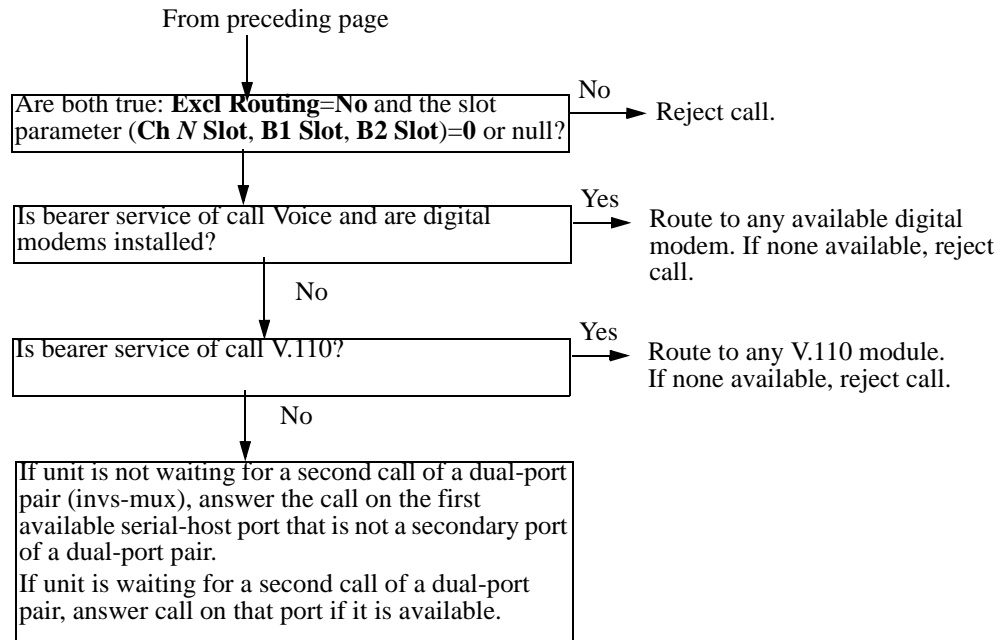 From preceding page
Are both true: Excl Routing=No and the slot
parameter (Ch N Slot, B1 Slot, B2 Slot)=0 or null?
No
Reject call.
Is bearer service of call Voice and are digital
modems installed?
Yes
Route to any available digital
modem. If none available, reject
call.
No
Is bearer service of call V.110?
Yes
Route to any V.110 module.
If none available, reject call.
No
If unit is not waiting for a second call of a dual-port
pair (invs-mux), answer the call on the first
available serial-host port that is not a secondary port
of a dual-port pair.
If unit is waiting for a second call of a dual-port
pair, answer call on that port if it is available.